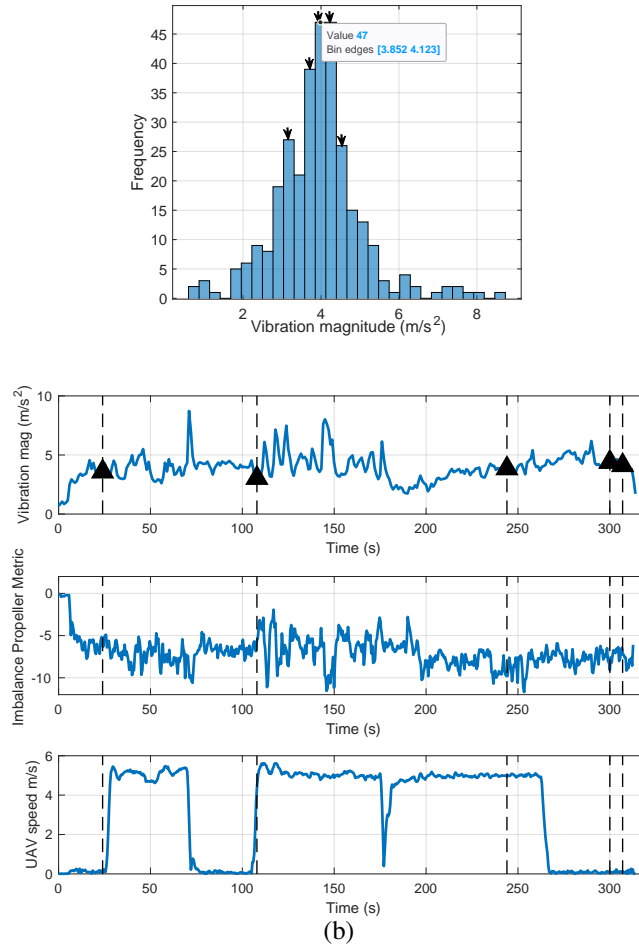 45
40
35
30
25
20
15
10
5
0
Frequency
Value 47
Bin edges [3.852 4.123]
2 4 6 8
Vibration magnitude (m/s²)
10
5
0
Vibration mag (m/s²)
0 50 100 150 200 250 300
Time (s)
0
-5
-10
Imbalance Propeller Metric
0 50 100 150 200 250 300
Time (s)
6
4
2
0
UAV speed m/s)
0 50 100 150 200 250 300
Time (s)
(b)